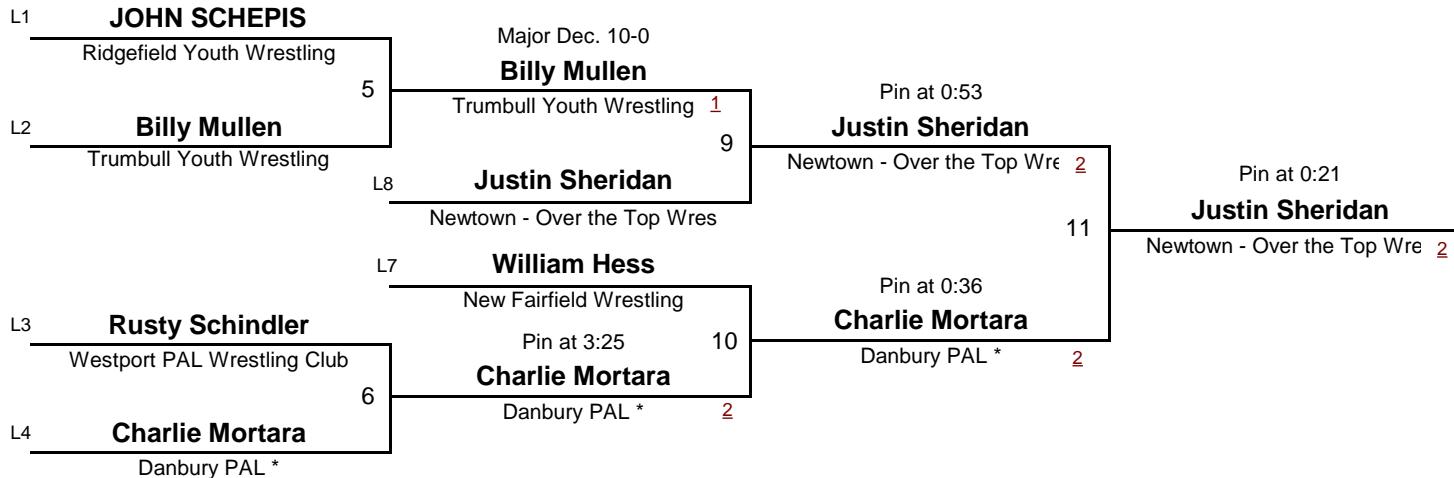 L1 JOHN SCHEPIS
Ridgefield Youth Wrestling
5
L2 Billy Mullen
Trumbull Youth Wrestling
Major Dec. 10-0
Billy Mullen
Trumbull Youth Wrestling 1
9
L8 Justin Sheridan
Newtown - Over the Top Wres
L7 William Hess
New Fairfield Wrestling
10
L3 Rusty Schindler
Westport PAL Wrestling Club
6
L4 Charlie Mortara
Danbury PAL *
Pin at 3:25
Charlie Mortara
Danbury PAL * 2
Pin at 0:53
Justin Sheridan
Newtown - Over the Top Wre 2
11
Pin at 0:36
Charlie Mortara
Danbury PAL * 2
Pin at 0:21
Justin Sheridan
Newtown - Over the Top Wre 2